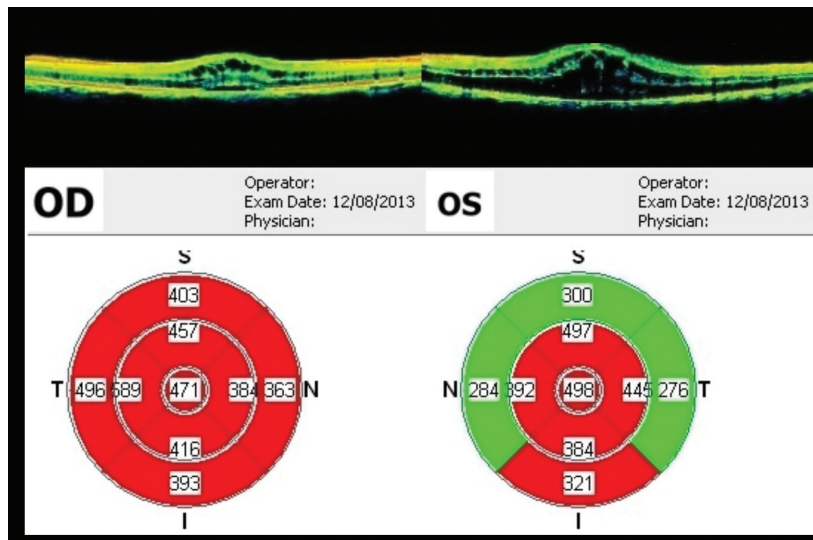 OD
Operator:
Exam Date: 12/08/2013
Physician:
OS
Operator:
Exam Date: 12/08/2013
Physician:
S
403
457
T 496 589 471 384 363 N
416
393
I
S
300
497
N 284 392 498 445 276 T
384
321
I